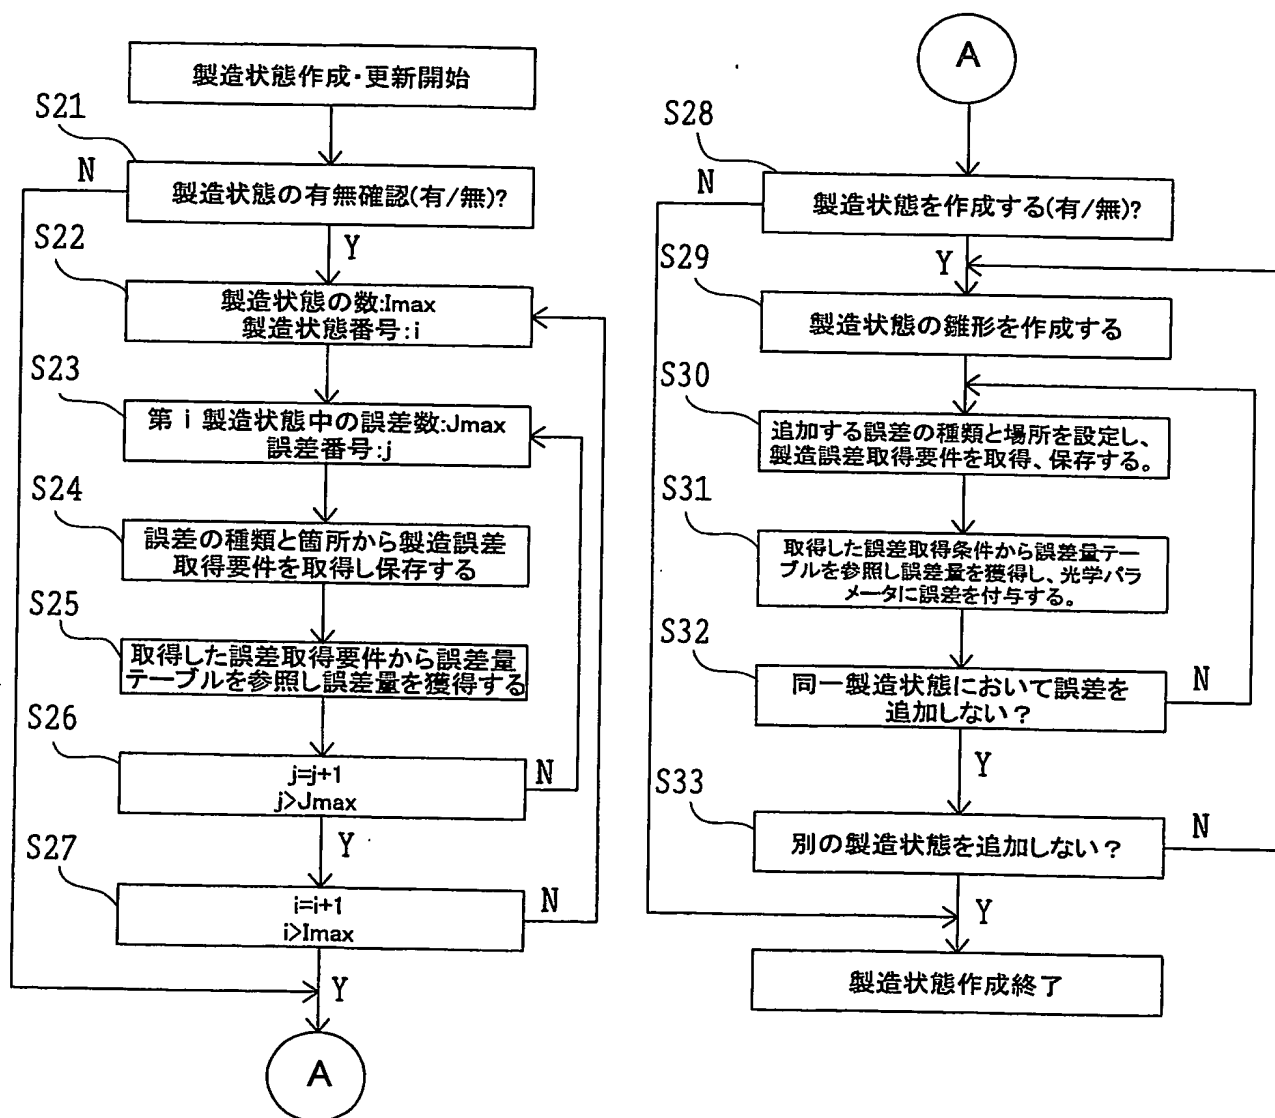 製造状態作成・更新開始
S21
N
製造状態の有無確認(有/無)?
Y
S22
製造状態の数:Imax
製造状態番号:i
S23
第 i 製造状態中の誤差数:Jmax
誤差番号:j
S24
誤差の種類と箇所から製造誤差
取得要件を取得し保存する
S25
取得した誤差取得要件から誤差量
テーブルを参照し誤差量を獲得する
S26
j=j+1
j>Jmax
N
Y
S27
i=i+1
i>Imax
N
Y
A
A
S28
N
製造状態を作成する(有/無)?
Y
S29
製造状態の雛形を作成する
S30
追加する誤差の種類と場所を設定し、
製造誤差取得要件を取得、保存する。
S31
取得した誤差取得条件から誤差量テー
ブルを参照し誤差量を獲得し、光学パラ
メータに誤差を付与する。
S32
同一製造状態において誤差を
追加しない?
N
Y
S33
別の製造状態を追加しない?
N
Y
製造状態作成終了